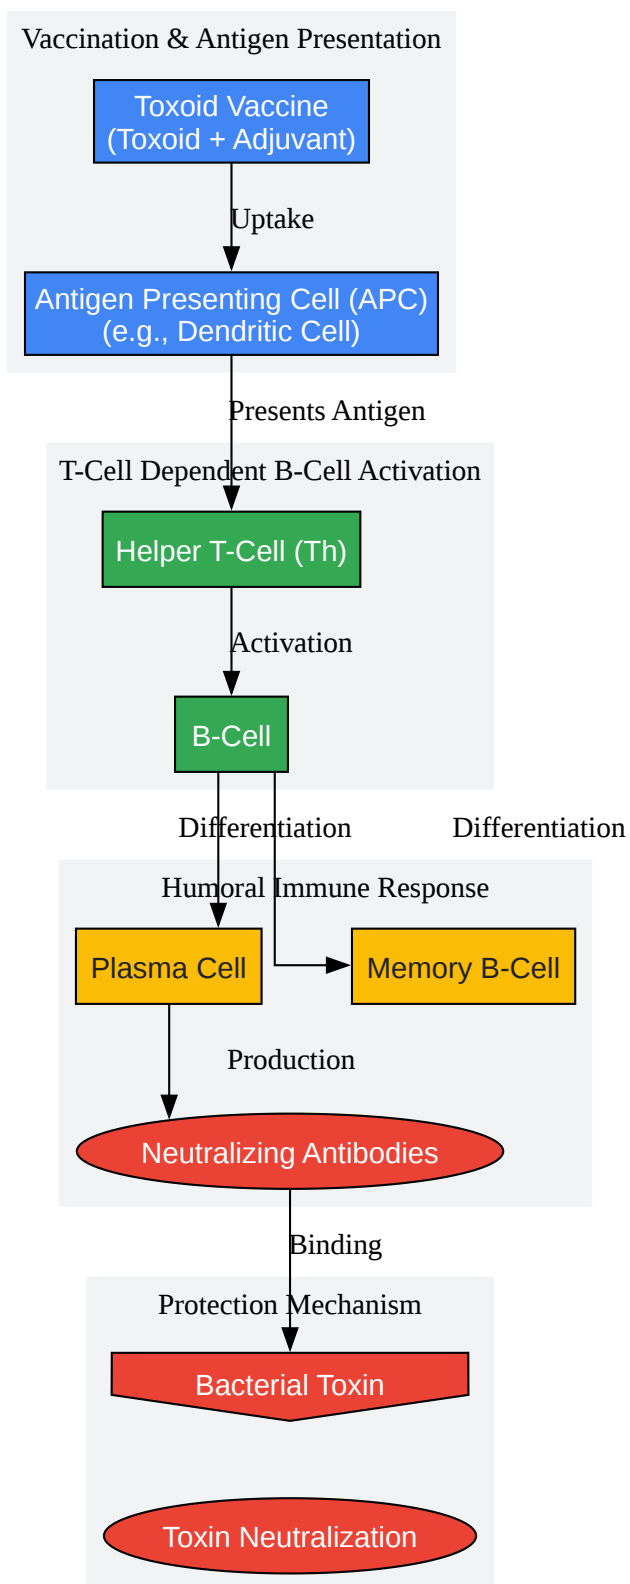 Vaccination & Antigen Presentation
Toxoid Vaccine
(Toxoid + Adjuvant)
Uptake
Antigen Presenting Cell (APC)
(e.g., Dendritic Cell)
Presents Antigen
T-Cell Dependent B-Cell Activation
Helper T-Cell (Th)
Activation
B-Cell
Differentiation
Differentiation
Humoral Immune Response
Plasma Cell
Memory B-Cell
Production
Neutralizing Antibodies
Binding
Protection Mechanism
Bacterial Toxin
Toxin Neutralization